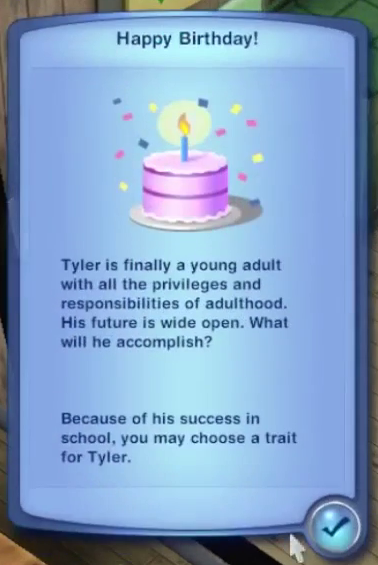 Happy Birthday!
Tyler is finally a young adult
with all the privileges and
responsibilities of adulthood.
His future is wide open. What
will he accomplish?
Because of his success in
school, you may choose a trait
for Tyler.